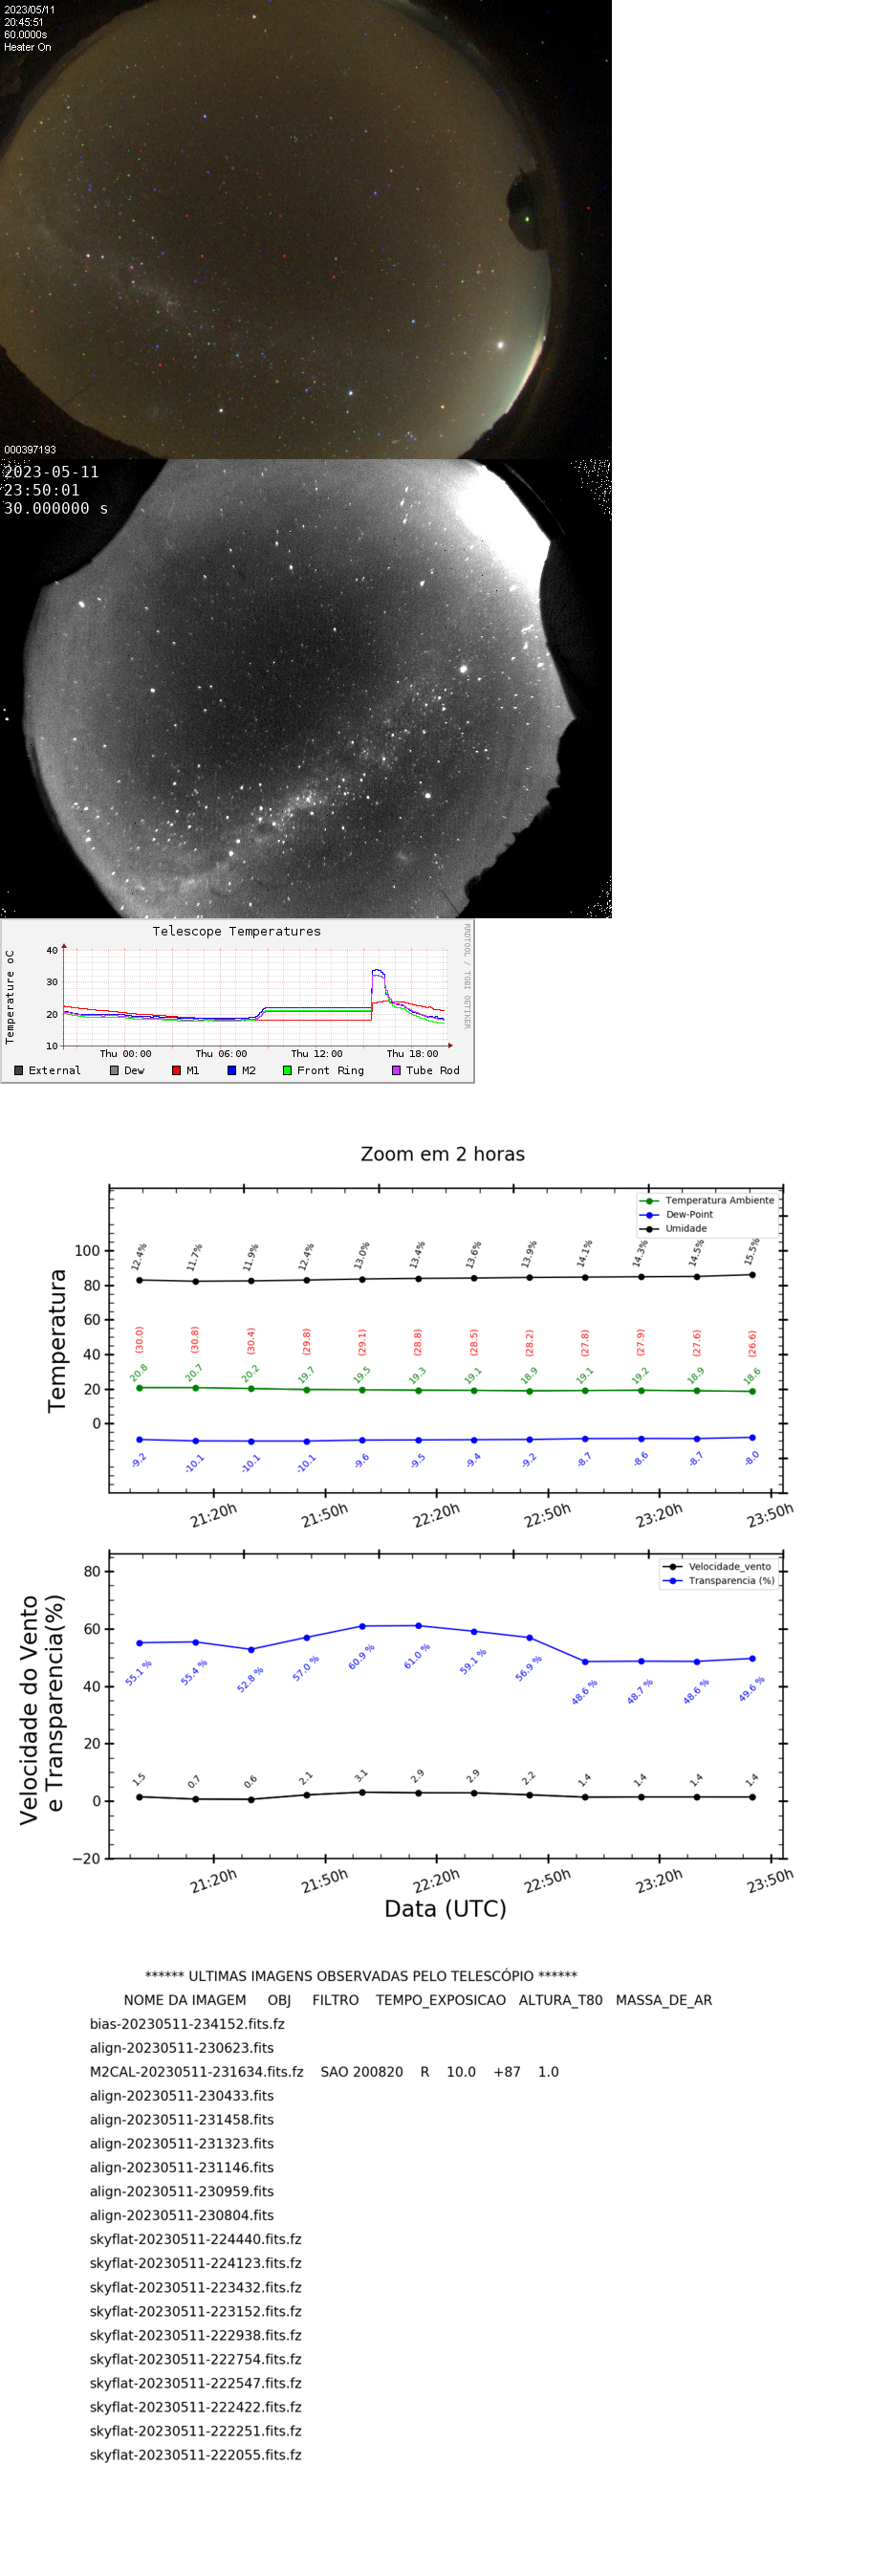 2023/05/11
20:45:51
60.0000s
Heater On
000397193
2023-05-11
23:50:01
30.000000 s
Telescope Temperatures
RRDTOOL / TOBI OETIKER
Temperature oC
40
30
20
10
Thu 00:00 Thu 06:00 Thu 12:00 Thu 18:00
External Dew M1 M2 Front Ring Tube Rod
Zoom em 2 horas
Temperatura Ambiente
Dew-Point
Umidade
Temperatura
100
80
60
40
20
0
12.4% 11.7% 11.9% 12.4% 13.0% 13.4% 13.6% 13.9% 14.1% 14.3% 14.5% 15.5%
(30.0) (30.8) (30.4) (29.8) (29.1) (28.8) (28.5) (28.2) (27.8) (27.9) (27.6) (26.6)
20.8 20.7 20.2 19.7 19.5 19.3 19.1 18.9 19.1 19.2 18.9 18.6
-9.2 -10.1 -10.1 -10.1 -9.6 -9.5 -9.4 -9.2 -8.7 -8.6 -8.7 -8.0
21:20h 21:50h 22:20h 22:50h 23:20h 23:50h
Velocidade_vento
Transparencia (%)
Velocidade do Vento
e Transparencia(%)
80
60
40
20
0
−20
55.1 % 55.4 % 52.8 % 57.0 % 60.9 % 61.0 % 59.1 % 56.9 % 48.6 % 48.7 % 48.6 % 49.6 %
1.5 0.7 0.6 2.1 3.1 2.9 2.9 2.2 1.4 1.4 1.4 1.4
21:20h 21:50h 22:20h 22:50h 23:20h 23:50h
Data (UTC)
****** ULTIMAS IMAGENS OBSERVADAS PELO TELESCÓPIO ******
NOME DA IMAGEM OBJ FILTRO TEMPO_EXPOSICAO ALTURA_T80 MASSA_DE_AR
bias-20230511-234152.fits.fz
align-20230511-230623.fits
M2CAL-20230511-231634.fits.fz SAO 200820 R 10.0 +87 1.0
align-20230511-230433.fits
align-20230511-231458.fits
align-20230511-231323.fits
align-20230511-231146.fits
align-20230511-230959.fits
align-20230511-230804.fits
skyflat-20230511-224440.fits.fz
skyflat-20230511-224123.fits.fz
skyflat-20230511-223432.fits.fz
skyflat-20230511-223152.fits.fz
skyflat-20230511-222938.fits.fz
skyflat-20230511-222754.fits.fz
skyflat-20230511-222547.fits.fz
skyflat-20230511-222422.fits.fz
skyflat-20230511-222251.fits.fz
skyflat-20230511-222055.fits.fz